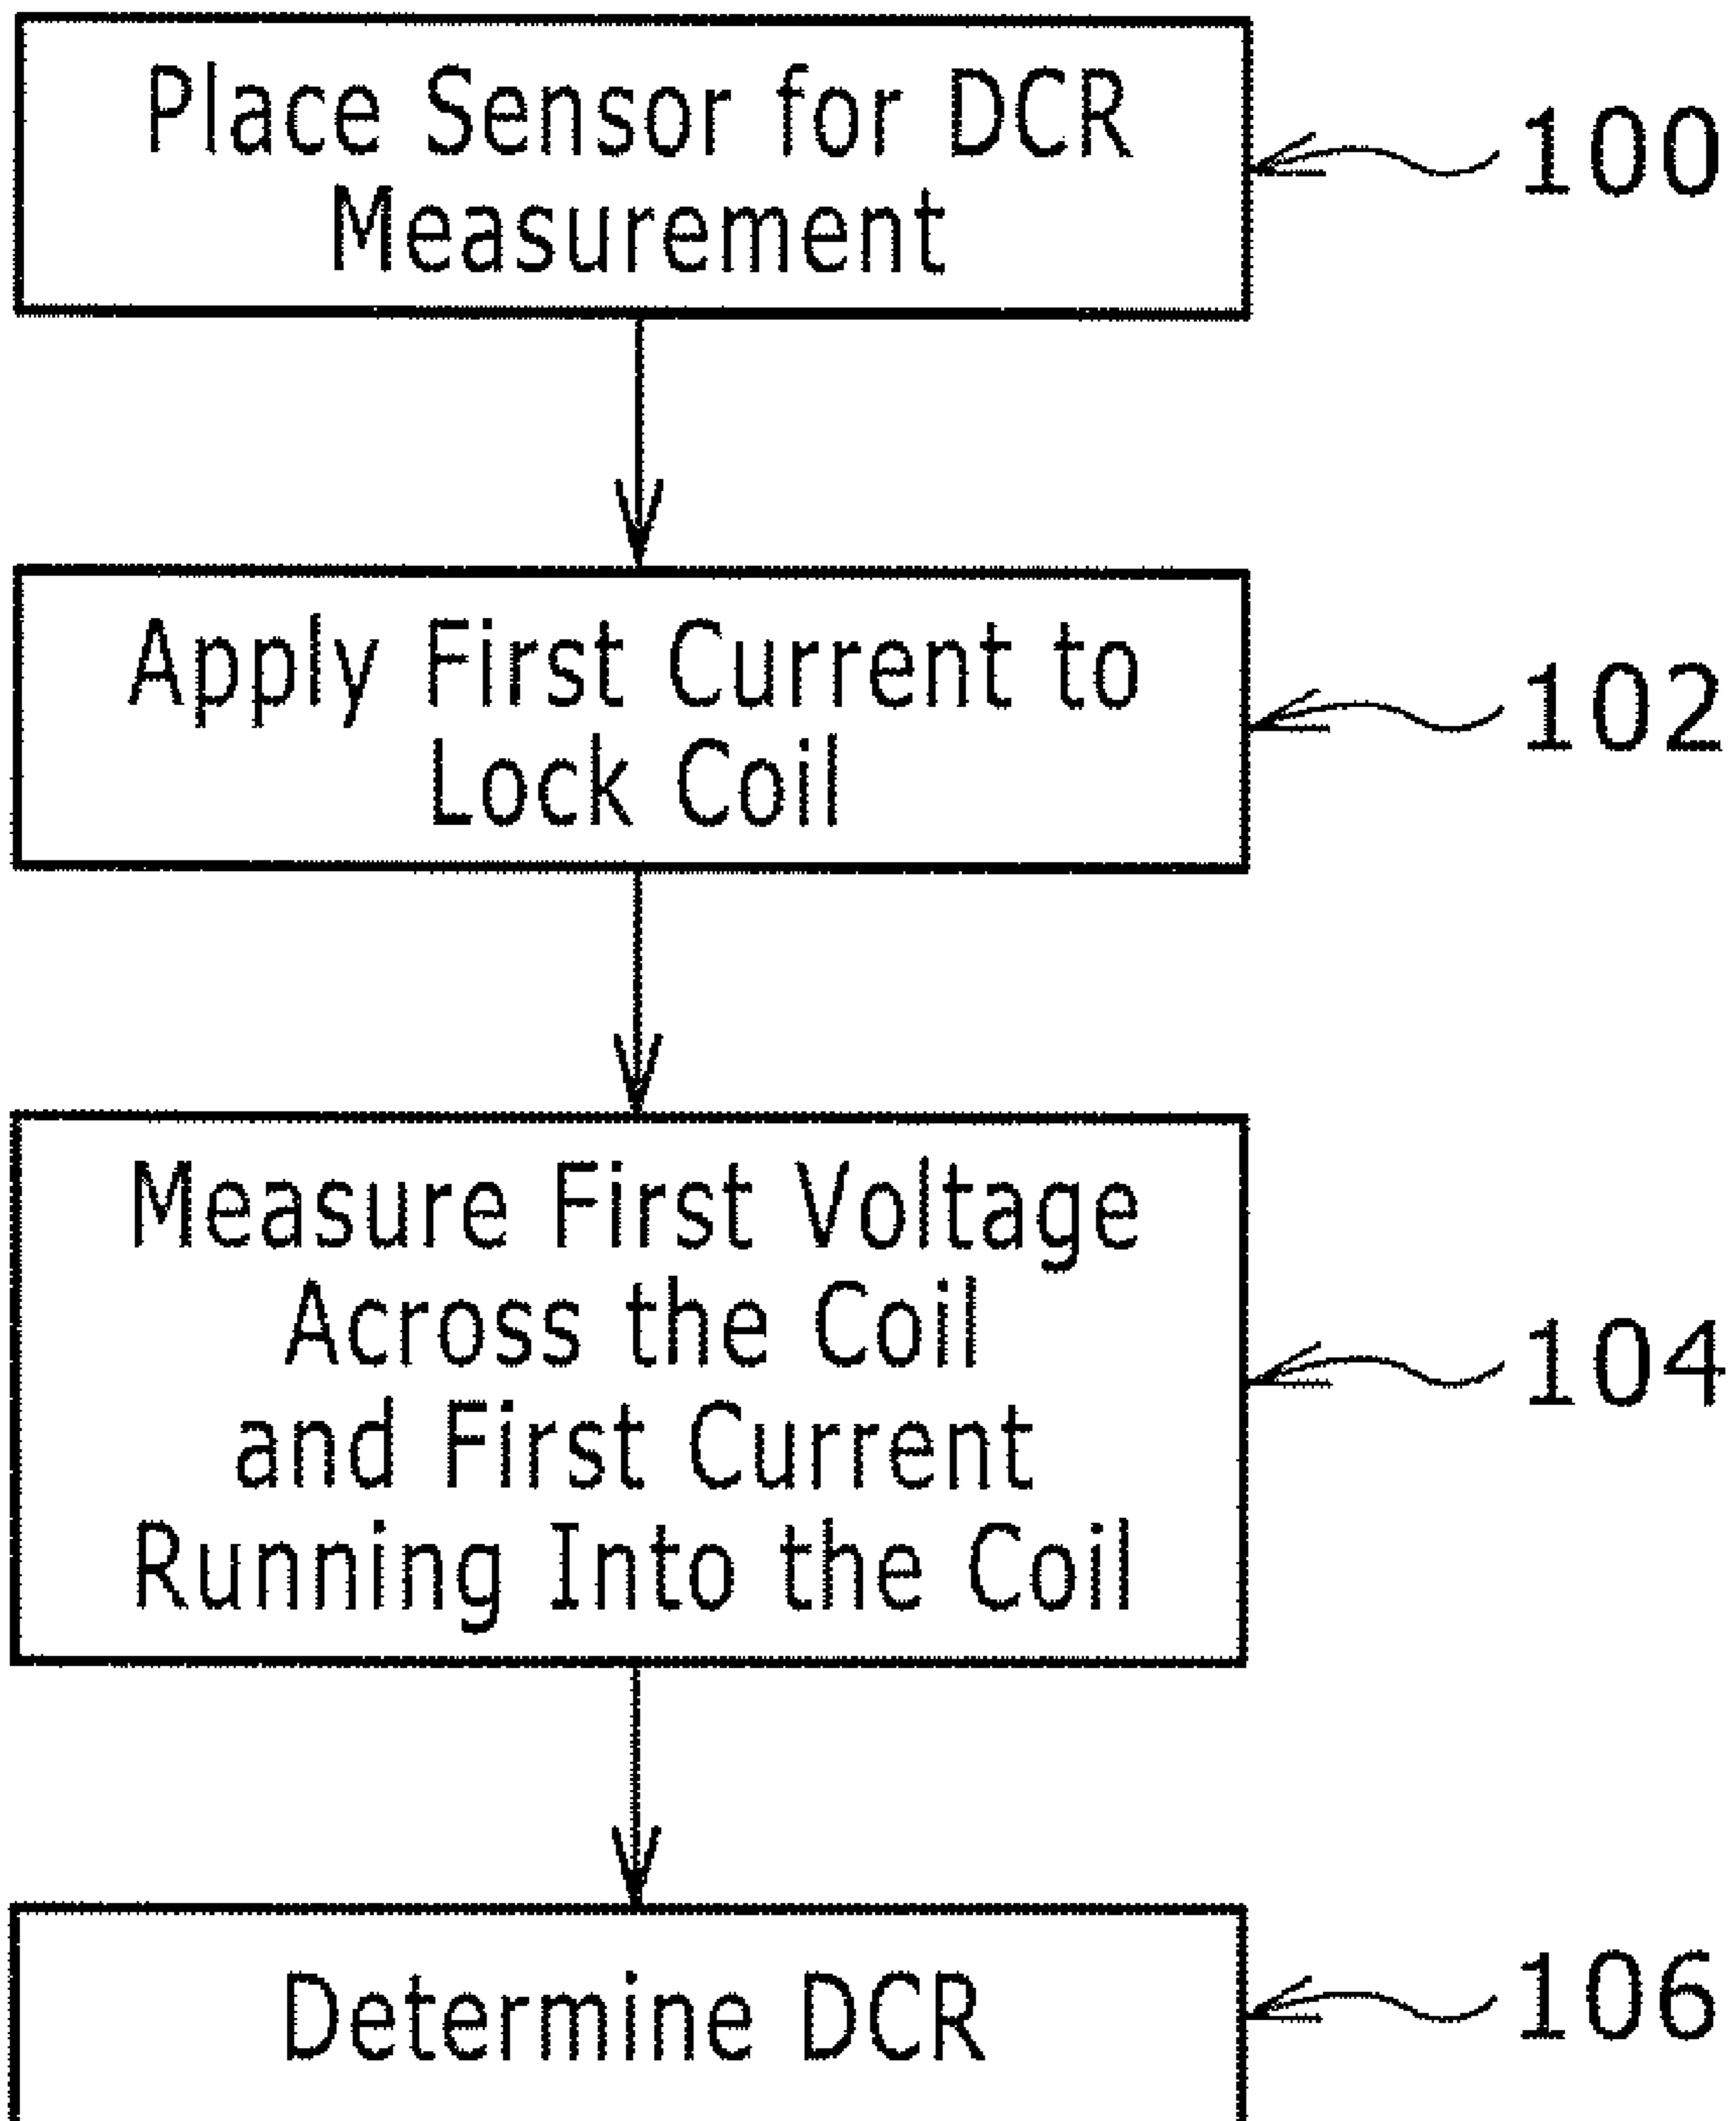 Place Sensor for DCR
Measurement
100
Apply First Current to
Lock Coil
102
Measure First Voltage
Across the Coil
and First Current
Running Into the Coil
104
Determine DCR
106